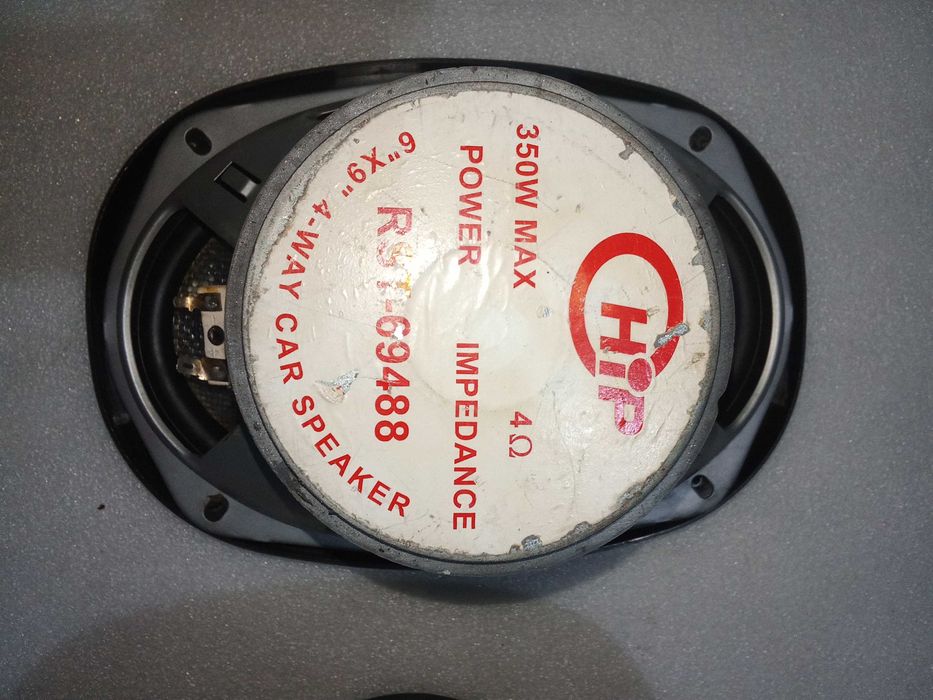 CHiP
350W MAX
4Ω
POWER
IMPEDANCE
RST-69488
6"X9" 4-WAY CAR SPEAKER